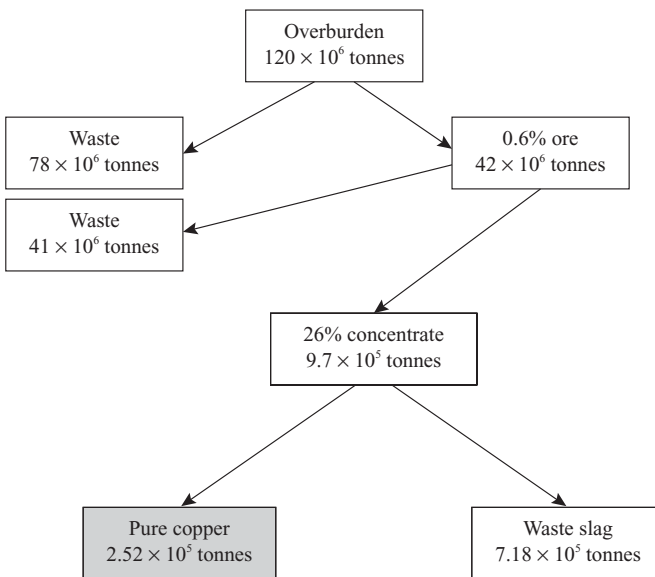 Overburden
120 × 10⁶ tonnes
Waste
78 × 10⁶ tonnes
0.6% ore
42 × 10⁶ tonnes
Waste
41 × 10⁶ tonnes
26% concentrate
9.7 × 10⁵ tonnes
Pure copper
2.52 × 10⁵ tonnes
Waste slag
7.18 × 10⁵ tonnes